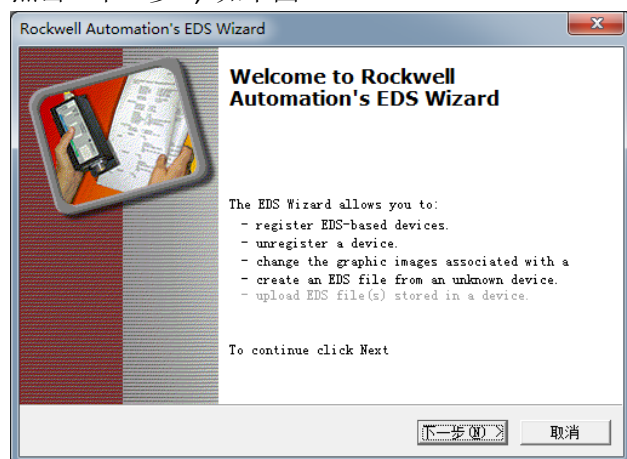 Rockwell Automation's EDS Wizard
Welcome to Rockwell
Automation's EDS Wizard
The EDS Wizard allows you to:
- register EDS-based devices.
- unregister a device.
- change the graphic images associated with a
- create an EDS file from an unknown device.
- upload EDS file(s) stored in a device.
To continue click Next
下一步(N) >
取消